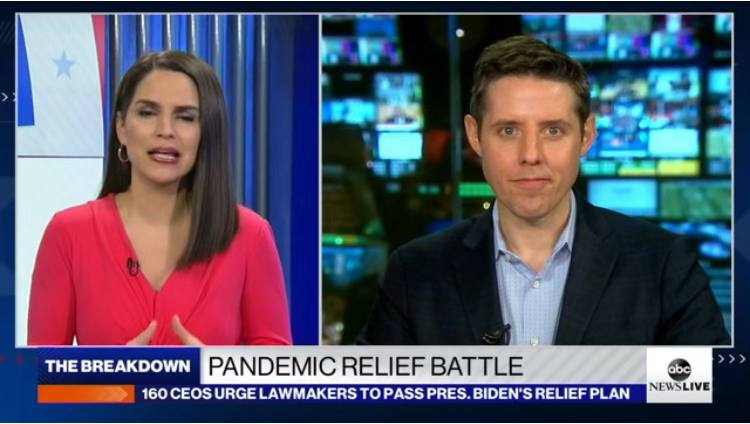 THE BREAKDOWN
PANDEMIC RELIEF BATTLE
abc
NEWS LIVE
160 CEOS URGE LAWMAKERS TO PASS PRES. BIDEN'S RELIEF PLAN